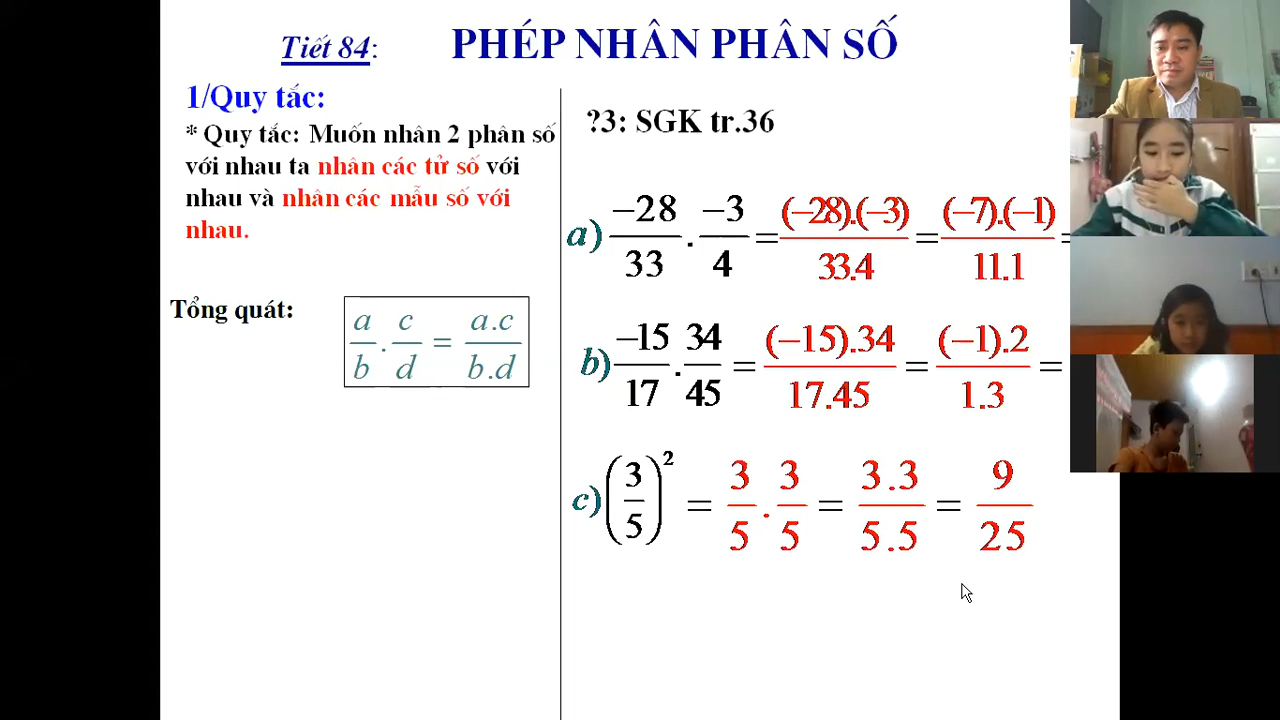 Tiết 84: PHÉP NHÂN PHÂN SỐ
1/Quy tắc:
* Quy tắc: Muốn nhân 2 phân số
với nhau ta nhân các tử số với
nhau và nhân các mẫu số với
nhau.
Tổng quát:
a/b . c/d = a.c/b.d
?3: SGK tr.36
a) −28/33 . −3/4 = (−28).(−3)/33.4 = (−7).(−1)/11.1 =
b) −15/17 . 34/45 = (−15).34/17.45 = (−1).2/1.3 =
c) (3/5)² = 3/5 . 3/5 = 3.3/5.5 = 9/25